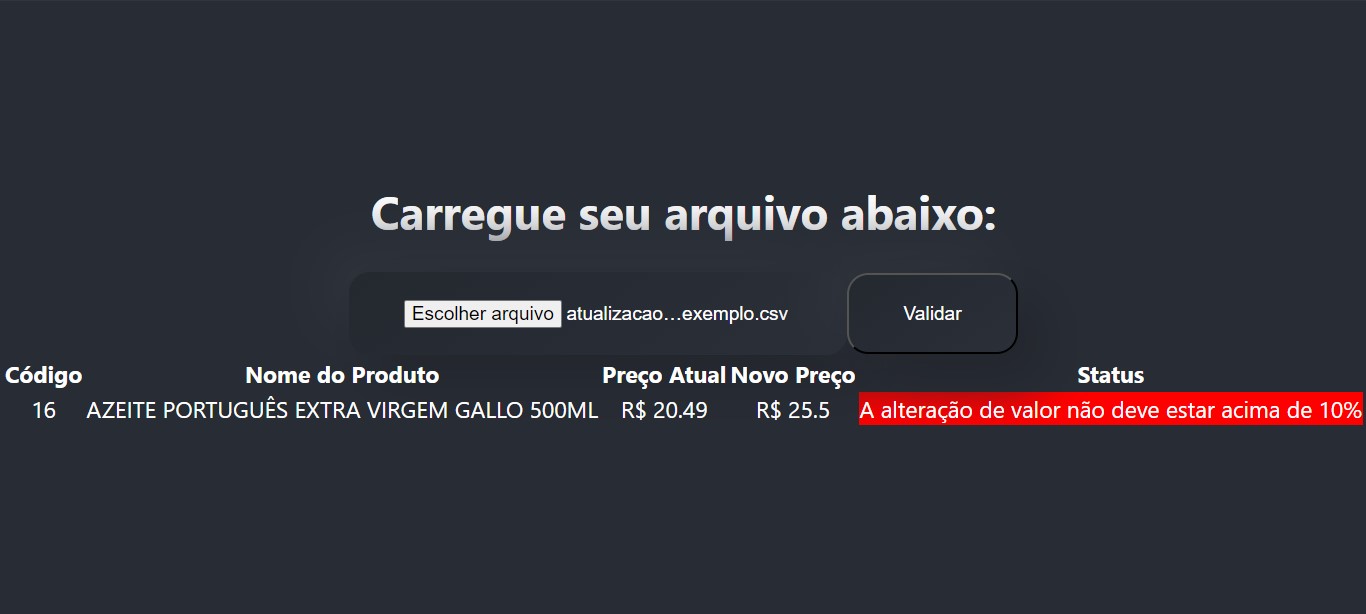 Carregue seu arquivo abaixo:
Escolher arquivo atualizacao...exemplo.csv Validar
Código Nome do Produto Preço Atual Novo Preço Status
16 AZEITE PORTUGUÊS EXTRA VIRGEM GALLO 500ML R$ 20.49 R$ 25.5 A alteração de valor não deve estar acima de 10%